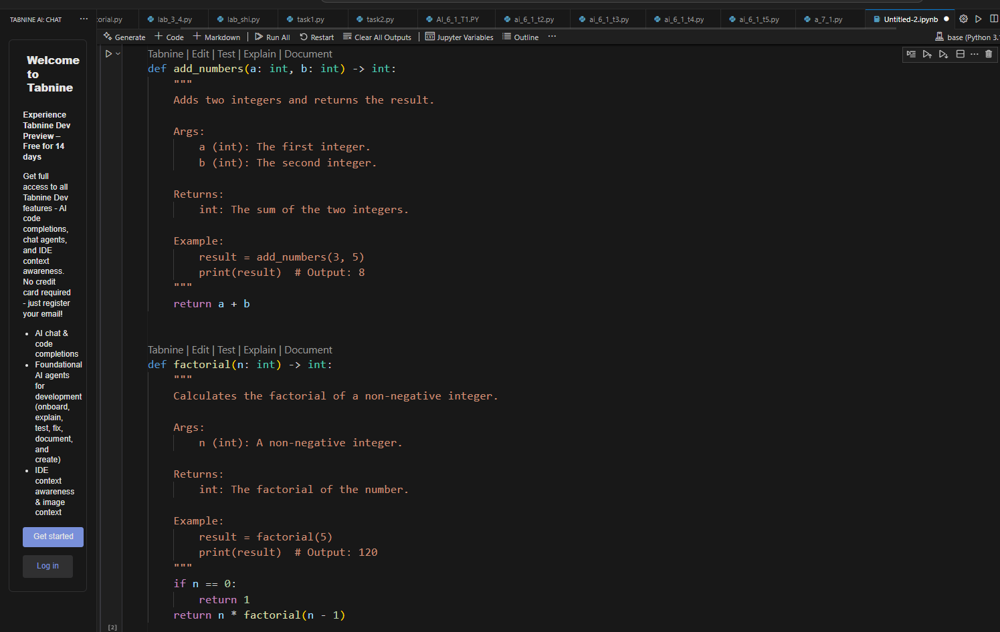 TABNINE AI: CHAT
orial.py
lab_3_4.py
lab_shi.py
task1.py
task2.py
AI_6_1_T1.PY
ai_6_1_t2.py
ai_6_1_t3.py
ai_6_1_t4.py
ai_6_1_t5.py
a_7_1.py
Untitled-2.ipynb
Generate
Code
Markdown
Run All
Restart
Clear All Outputs
Jupyter Variables
Outline
base (Python 3.
Welcome
to
Tabnine
Experience
Tabnine Dev
Preview –
Free for 14
days
Get full
access to all
Tabnine Dev
features - AI
code
completions,
chat agents,
and IDE
context
awareness.
No credit
card required
- just register
your email!
AI chat &
code
completions
Foundational
AI agents
for
development
(onboard,
explain,
test, fix,
document,
and
create)
IDE
context
awareness
& image
context
Get started
Log in
Tabnine | Edit | Test | Explain | Document
def add_numbers(a: int, b: int) -> int:
    """
    Adds two integers and returns the result.
    Args:
        a (int): The first integer.
        b (int): The second integer.
    Returns:
        int: The sum of the two integers.
    Example:
        result = add_numbers(3, 5)
        print(result)  # Output: 8
    """
    return a + b
Tabnine | Edit | Test | Explain | Document
def factorial(n: int) -> int:
    """
    Calculates the factorial of a non-negative integer.
    Args:
        n (int): A non-negative integer.
    Returns:
        int: The factorial of the number.
    Example:
        result = factorial(5)
        print(result)  # Output: 120
    """
    if n == 0:
        return 1
    return n * factorial(n - 1)
[2]